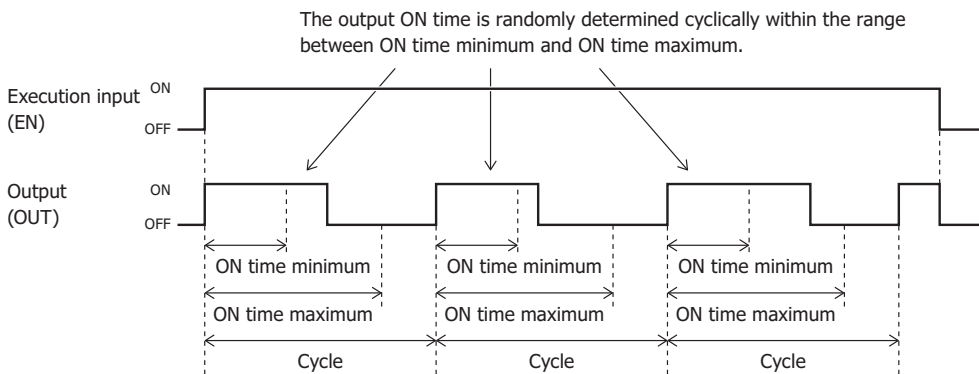 The output ON time is randomly determined cyclically within the range
between ON time minimum and ON time maximum.
Execution input
(EN)
ON
OFF
Output
(OUT)
ON
OFF
ON time minimum
ON time minimum
ON time minimum
ON time maximum
ON time maximum
ON time maximum
Cycle
Cycle
Cycle